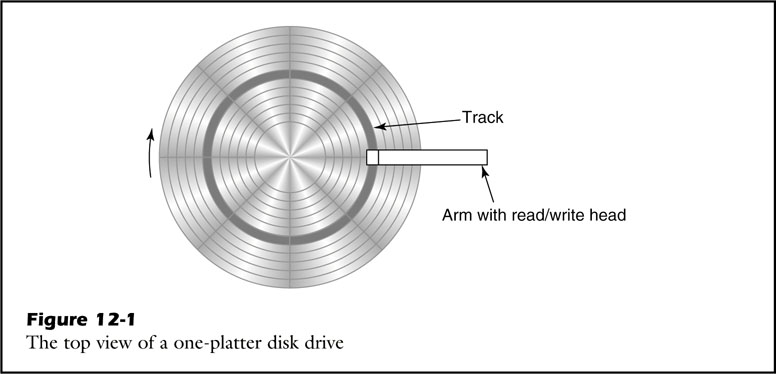 Track
Arm with read/write head
Figure 12-1
The top view of a one-platter disk drive